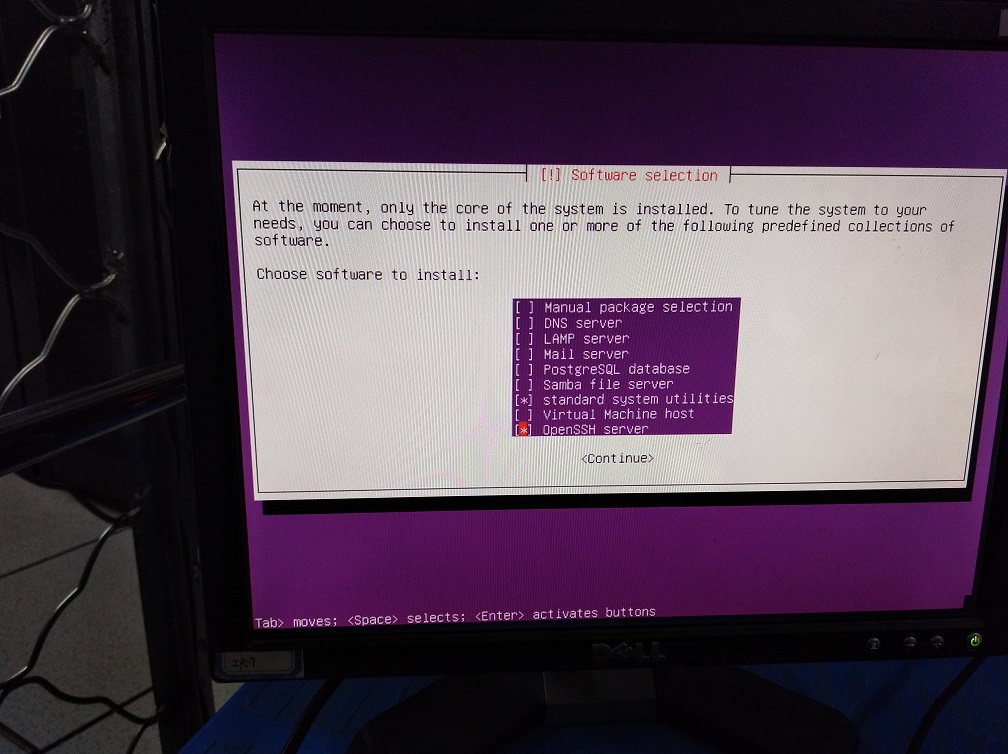 [!] Software selection
At the moment, only the core of the system is installed. To tune the system to your
needs, you can choose to install one or more of the following predefined collections of
software.
Choose software to install:
[ ] Manual package selection
[ ] DNS server
[ ] LAMP server
[ ] Mail server
[ ] PostgreSQL database
[ ] Samba file server
[*] standard system utilities
[ ] Virtual Machine host
[*] OpenSSH server
<Continue>
Tab> moves; <Space> selects; <Enter> activates buttons
DELL